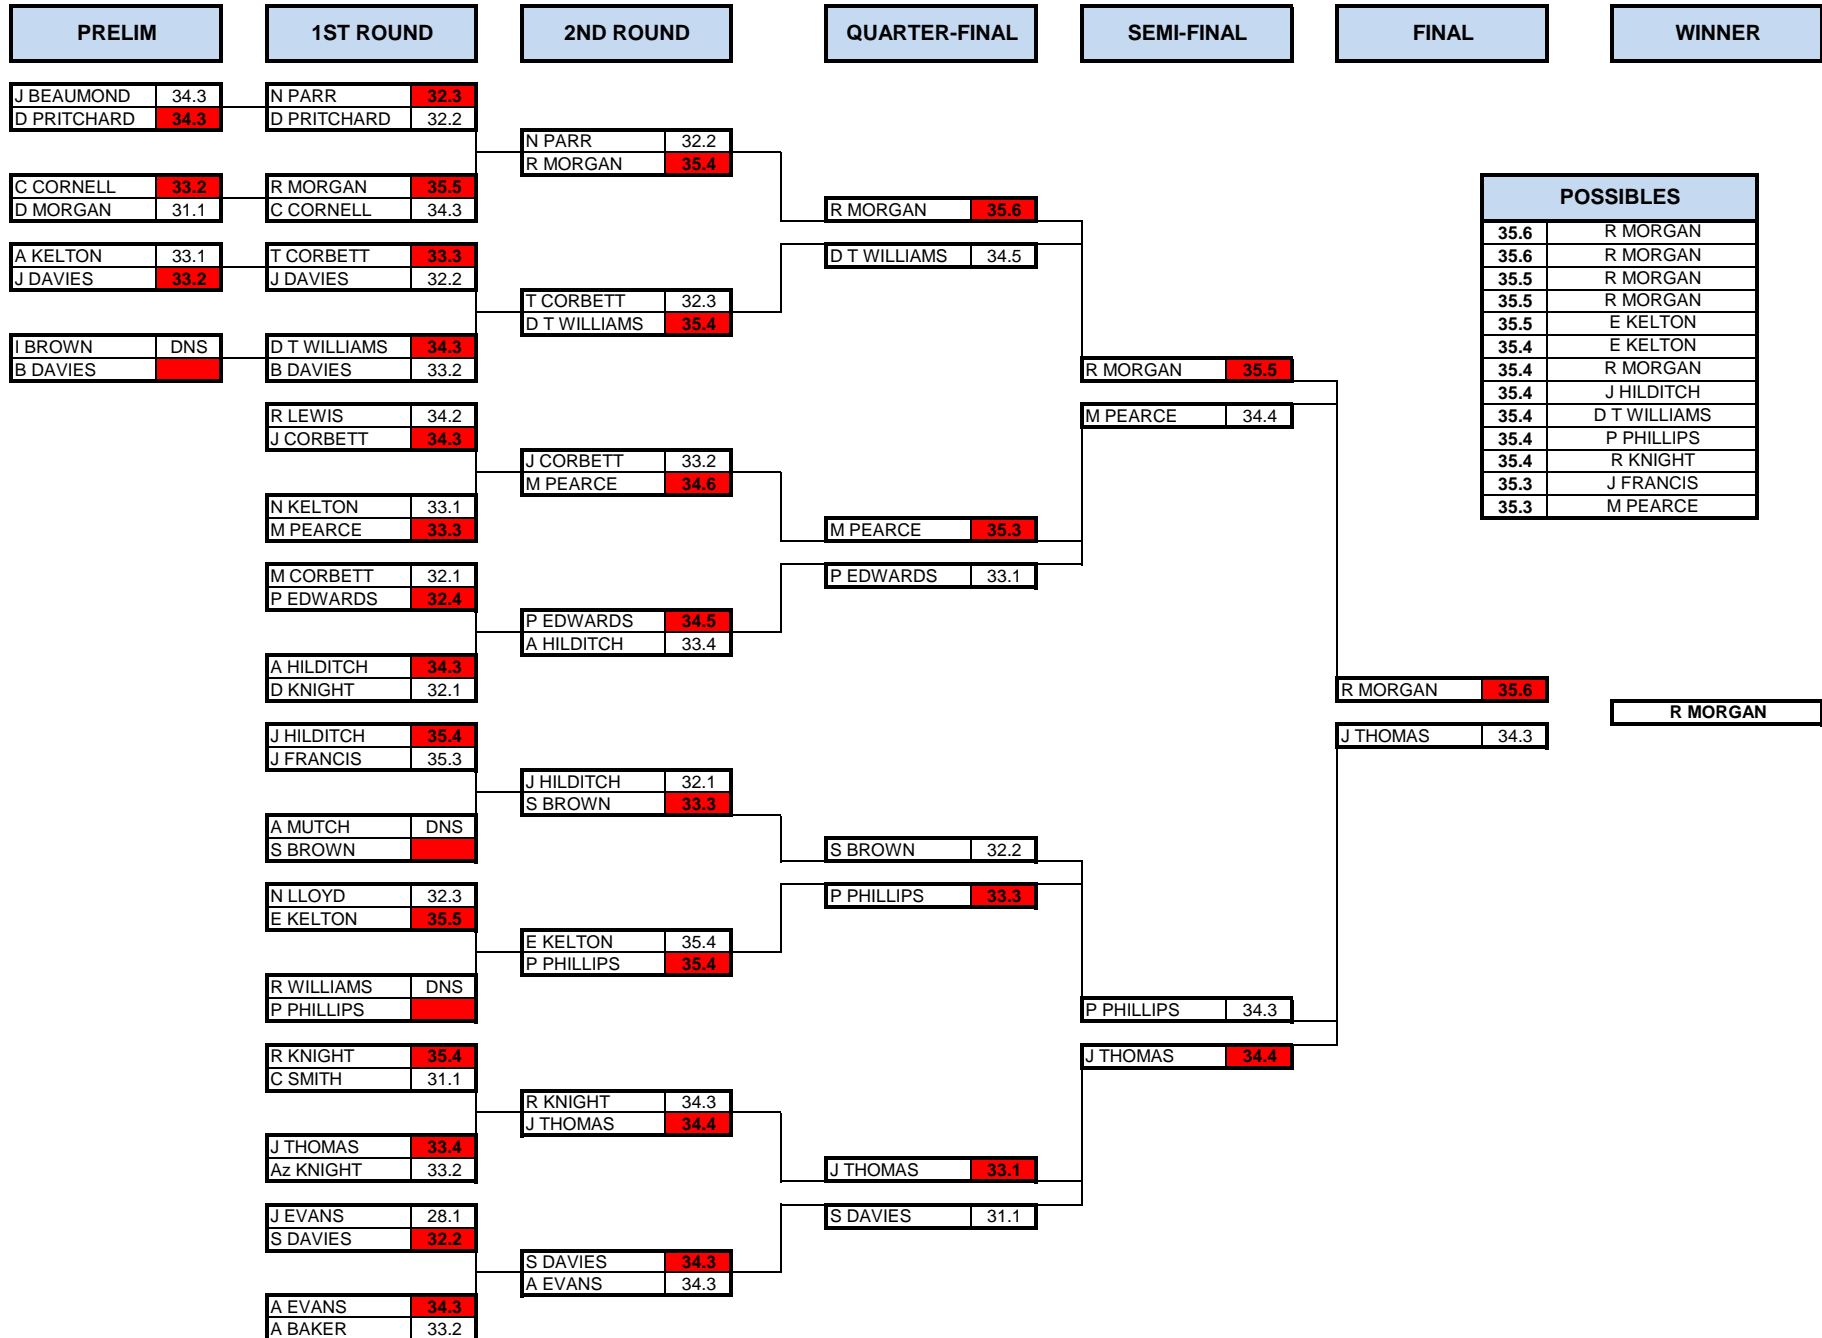 PRELIM
J BEAUMOND 34.3
D PRITCHARD 34.3
C CORNELL 33.2
D MORGAN 31.1
A KELTON 33.1
J DAVIES 33.2
I BROWN DNS
B DAVIES
1ST ROUND
N PARR 32.3
D PRITCHARD 32.2
R MORGAN 35.5
C CORNELL 34.3
T CORBETT 33.3
J DAVIES 32.2
D T WILLIAMS 34.3
B DAVIES 33.2
R LEWIS 34.2
J CORBETT 34.3
N KELTON 33.1
M PEARCE 33.3
M CORBETT 32.1
P EDWARDS 32.4
A HILDITCH 34.3
D KNIGHT 32.1
J HILDITCH 35.4
J FRANCIS 35.3
A MUTCH DNS
S BROWN
N LLOYD 32.3
E KELTON 35.5
R WILLIAMS DNS
P PHILLIPS
R KNIGHT 35.4
C SMITH 31.1
J THOMAS 33.4
Az KNIGHT 33.2
J EVANS 28.1
S DAVIES 32.2
A EVANS 34.3
A BAKER 33.2
2ND ROUND
N PARR 32.2
R MORGAN 35.4
T CORBETT 32.3
D T WILLIAMS 35.4
J CORBETT 33.2
M PEARCE 34.6
P EDWARDS 34.5
A HILDITCH 33.4
J HILDITCH 32.1
S BROWN 33.3
E KELTON 35.4
P PHILLIPS 35.4
R KNIGHT 34.3
J THOMAS 34.4
S DAVIES 34.3
A EVANS 34.3
QUARTER-FINAL
R MORGAN 35.6
D T WILLIAMS 34.5
M PEARCE 35.3
P EDWARDS 33.1
S BROWN 32.2
P PHILLIPS 33.3
J THOMAS 33.1
S DAVIES 31.1
SEMI-FINAL
R MORGAN 35.5
M PEARCE 34.4
P PHILLIPS 34.3
J THOMAS 34.4
FINAL
R MORGAN 35.6
J THOMAS 34.3
WINNER
R MORGAN
POSSIBLES
35.6 R MORGAN
35.6 R MORGAN
35.5 R MORGAN
35.5 R MORGAN
35.5 E KELTON
35.4 E KELTON
35.4 R MORGAN
35.4 J HILDITCH
35.4 D T WILLIAMS
35.4 P PHILLIPS
35.4 R KNIGHT
35.3 J FRANCIS
35.3 M PEARCE